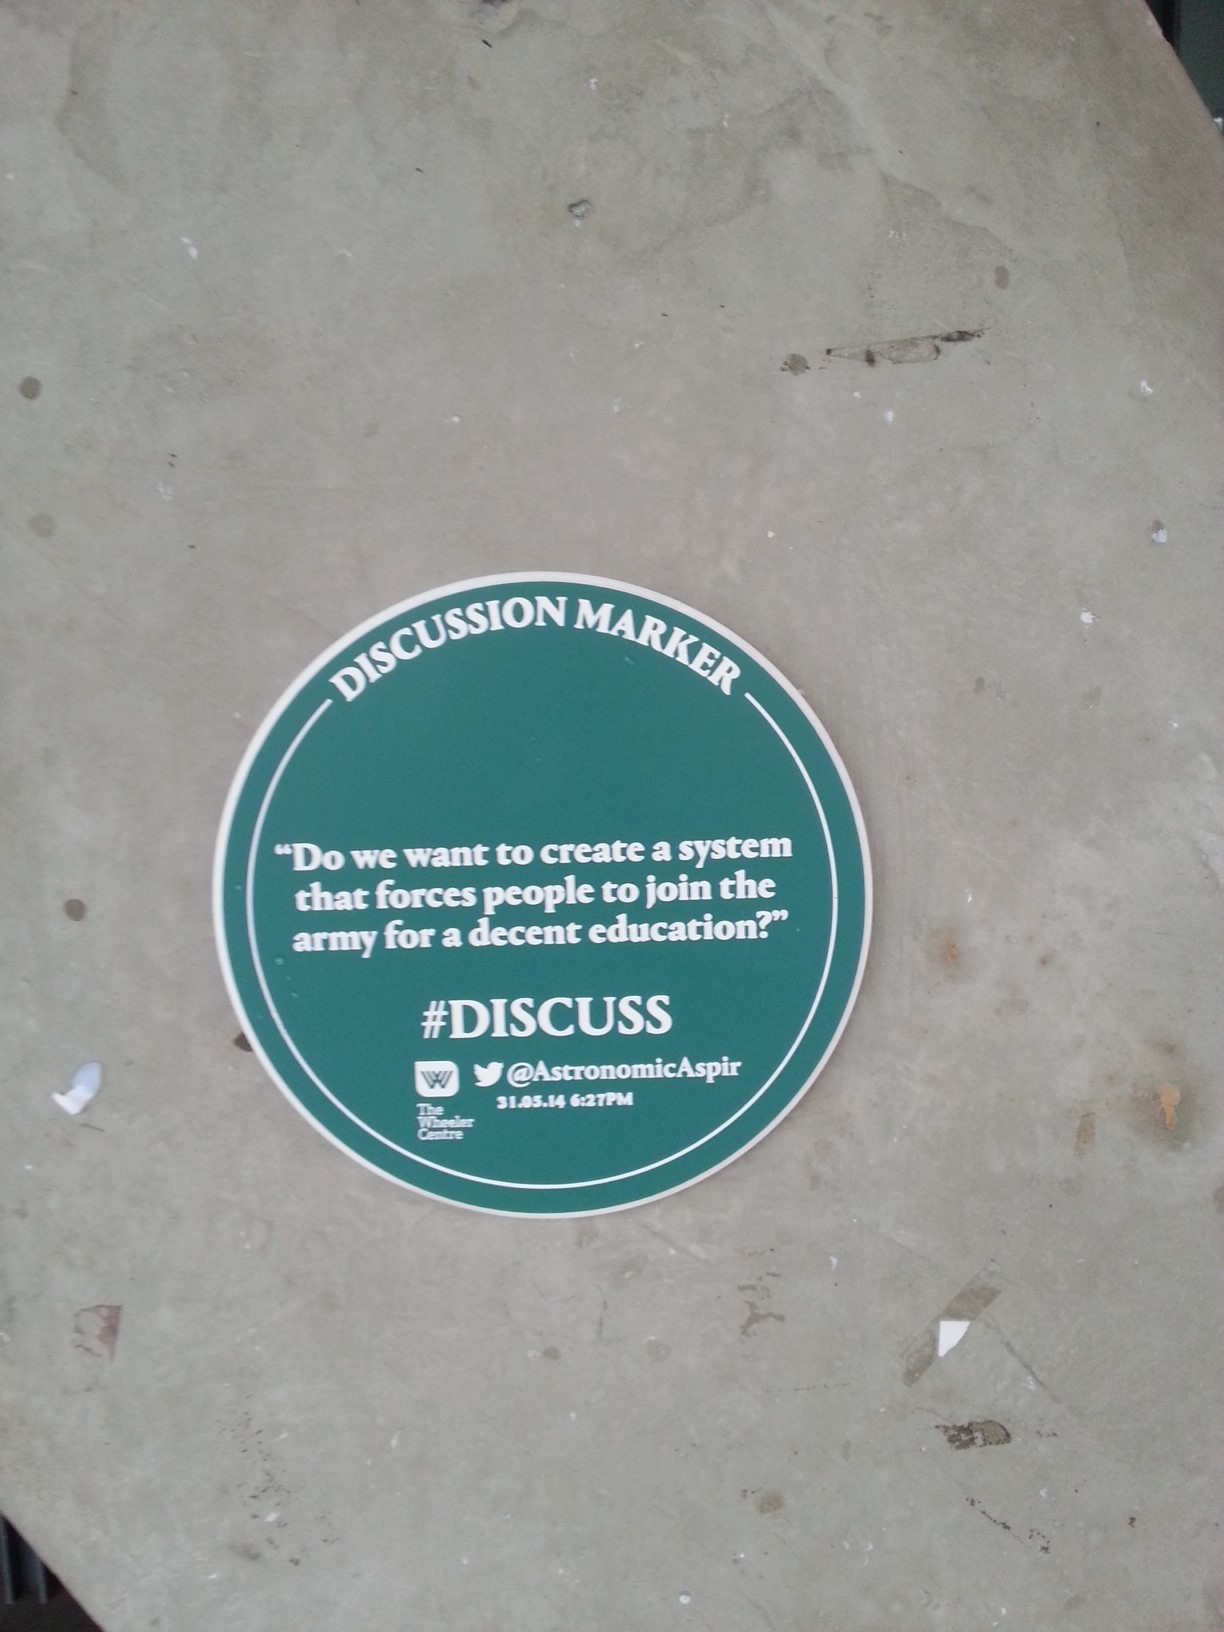 DISCUSSION MARKER
“Do we want to create a system
that forces people to join the
army for a decent education?”
#DISCUSS
W
@AstronomicAspir
31.05.14 6:27PM
The
Wheeler
Centre